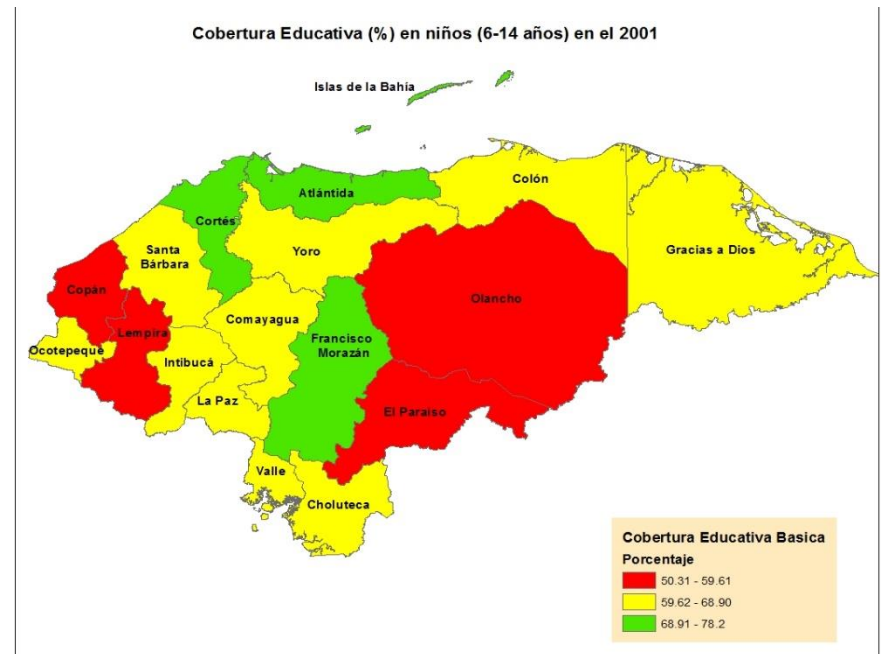 Cobertura Educativa (%) en niños (6-14 años) en el 2001
Islas de la Bahía
Colón
Atlántida
Cortés
Santa
Bárbara
Yoro
Gracias a Dios
Copán
Olancho
Comayagua
Lempira
Francisco
Morazán
Ocotepeque
Intibucá
La Paz
El Paraiso
Valle
Choluteca
Cobertura Educativa Basica
Porcentaje
50.31 - 59.61
59.62 - 68.90
68.91 - 78.2